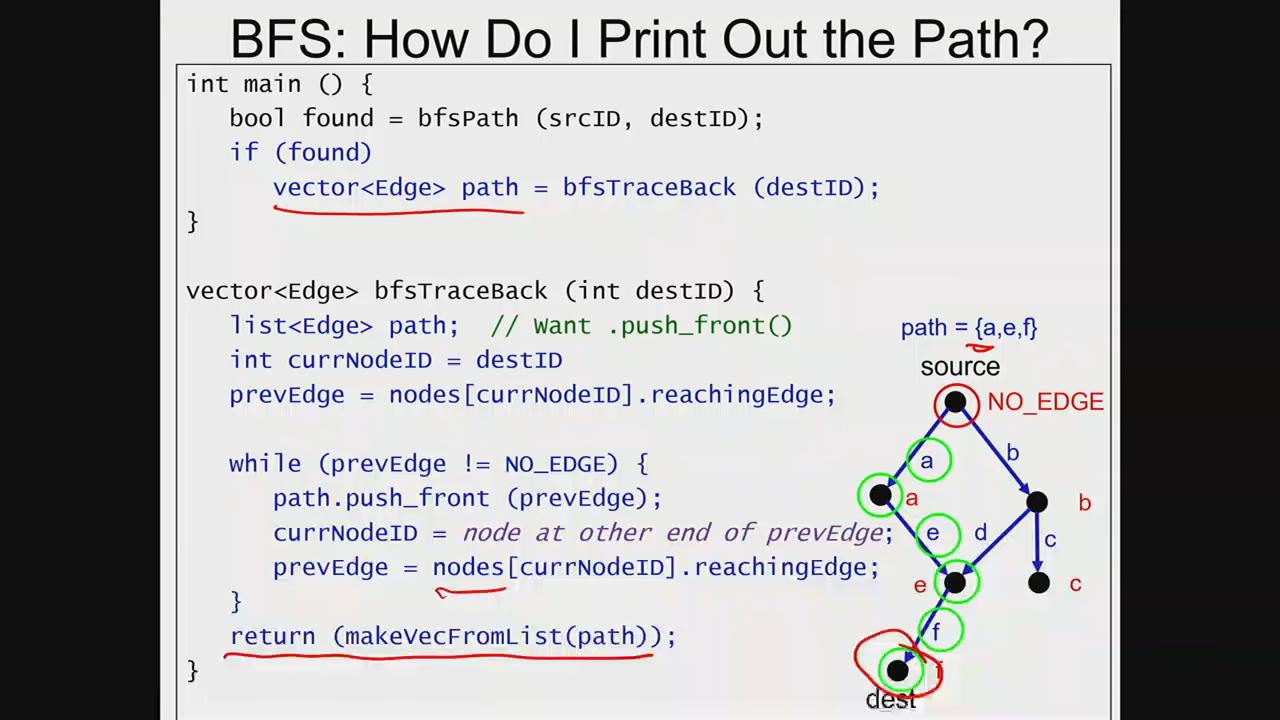 BFS: How Do I Print Out the Path?
int main () {
bool found = bfsPath (srcID, destID);
if (found)
vector<Edge> path = bfsTraceBack (destID);
}
vector<Edge> bfsTraceBack (int destID) {
list<Edge> path; // Want .push_front()
int currNodeID = destID
prevEdge = nodes[currNodeID].reachingEdge;
while (prevEdge != NO_EDGE) {
path.push_front (prevEdge);
currNodeID = node at other end of prevEdge;
prevEdge = nodes[currNodeID].reachingEdge;
}
return (makeVecFromList(path));
}
path = {a,e,f}
source
NO_EDGE
a
b
a
b
e
d
c
e
c
f
f
dest